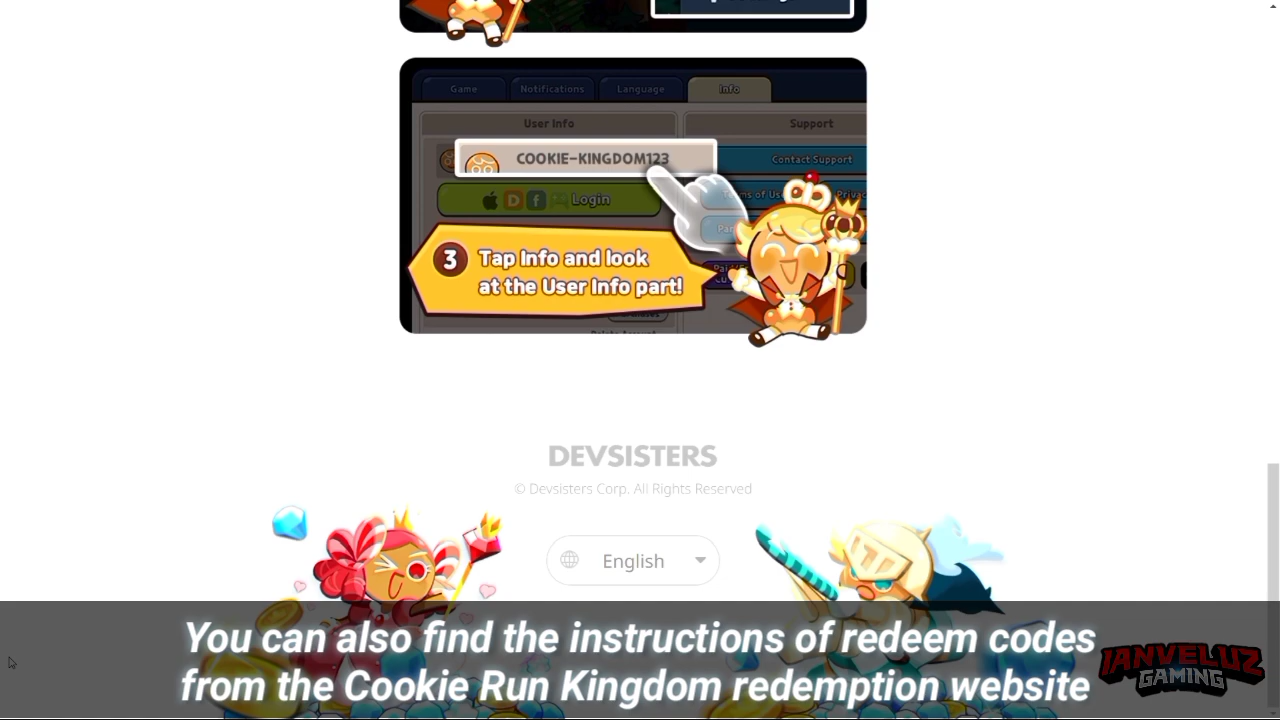 Game Notifications Language Info
User Info Support
COOKIE-KINGDOM123
Contact Support
Login
3 Tap Info and look
at the User Info part!
DEVSISTERS
© Devsisters Corp. All Rights Reserved
English
You can also find the instructions of redeem codes
from the Cookie Run Kingdom redemption website
IANVELUZ
GAMING